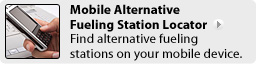 Mobile Alternative
Fueling Station Locator
Find alternative fueling
stations on your mobile device.